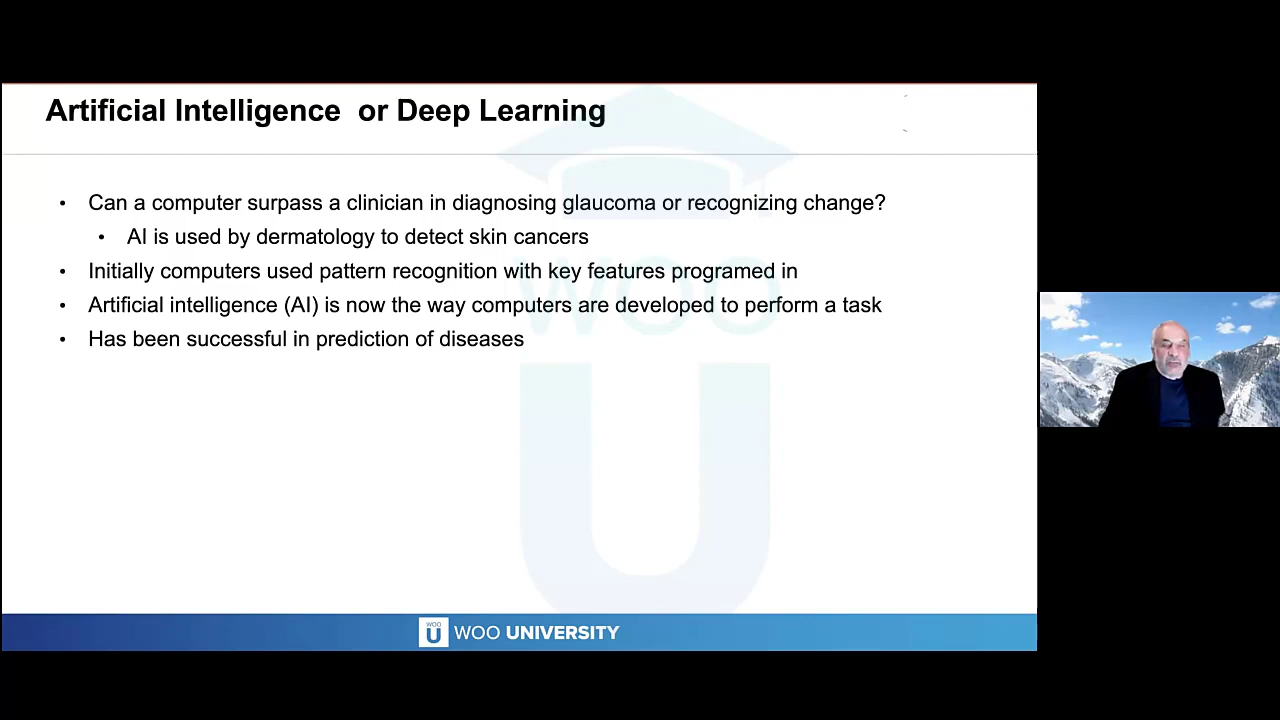 Artificial Intelligence  or Deep Learning
• Can a computer surpass a clinician in diagnosing glaucoma or recognizing change?
• AI is used by dermatology to detect skin cancers
• Initially computers used pattern recognition with key features programed in
• Artificial intelligence (AI) is now the way computers are developed to perform a task
• Has been successful in prediction of diseases
WOO
U
WOO
U
WOO UNIVERSITY